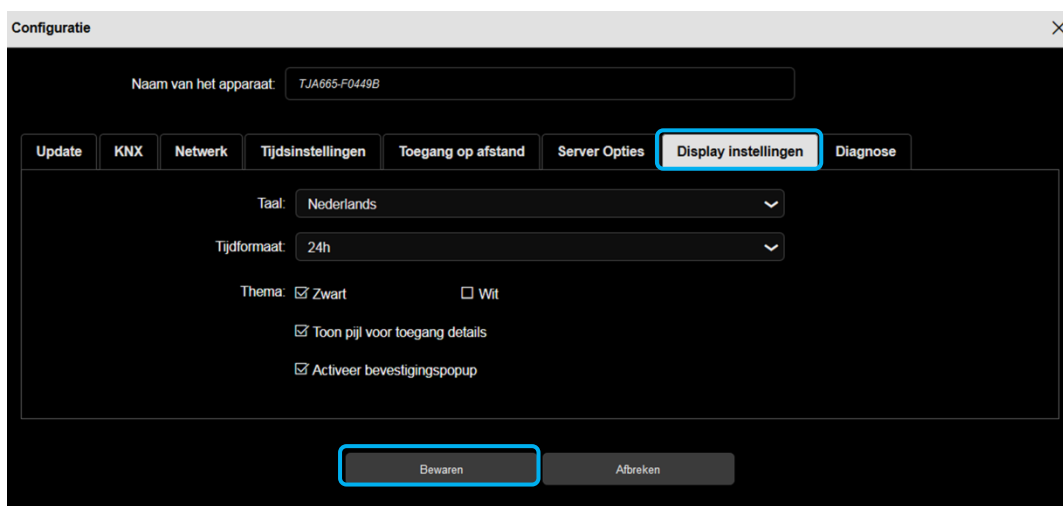 Configuratie
Naam van het apparaat: TJA665-F0449B
Update KNX Netwerk Tijdsinstellingen Toegang op afstand Server Opties Display instellingen Diagnose
Taal: Nederlands
Tijdformaat: 24h
Thema: Zwart Wit
Toon pijl voor toegang details
Activeer bevestigingspopup
Bewaren Afbreken